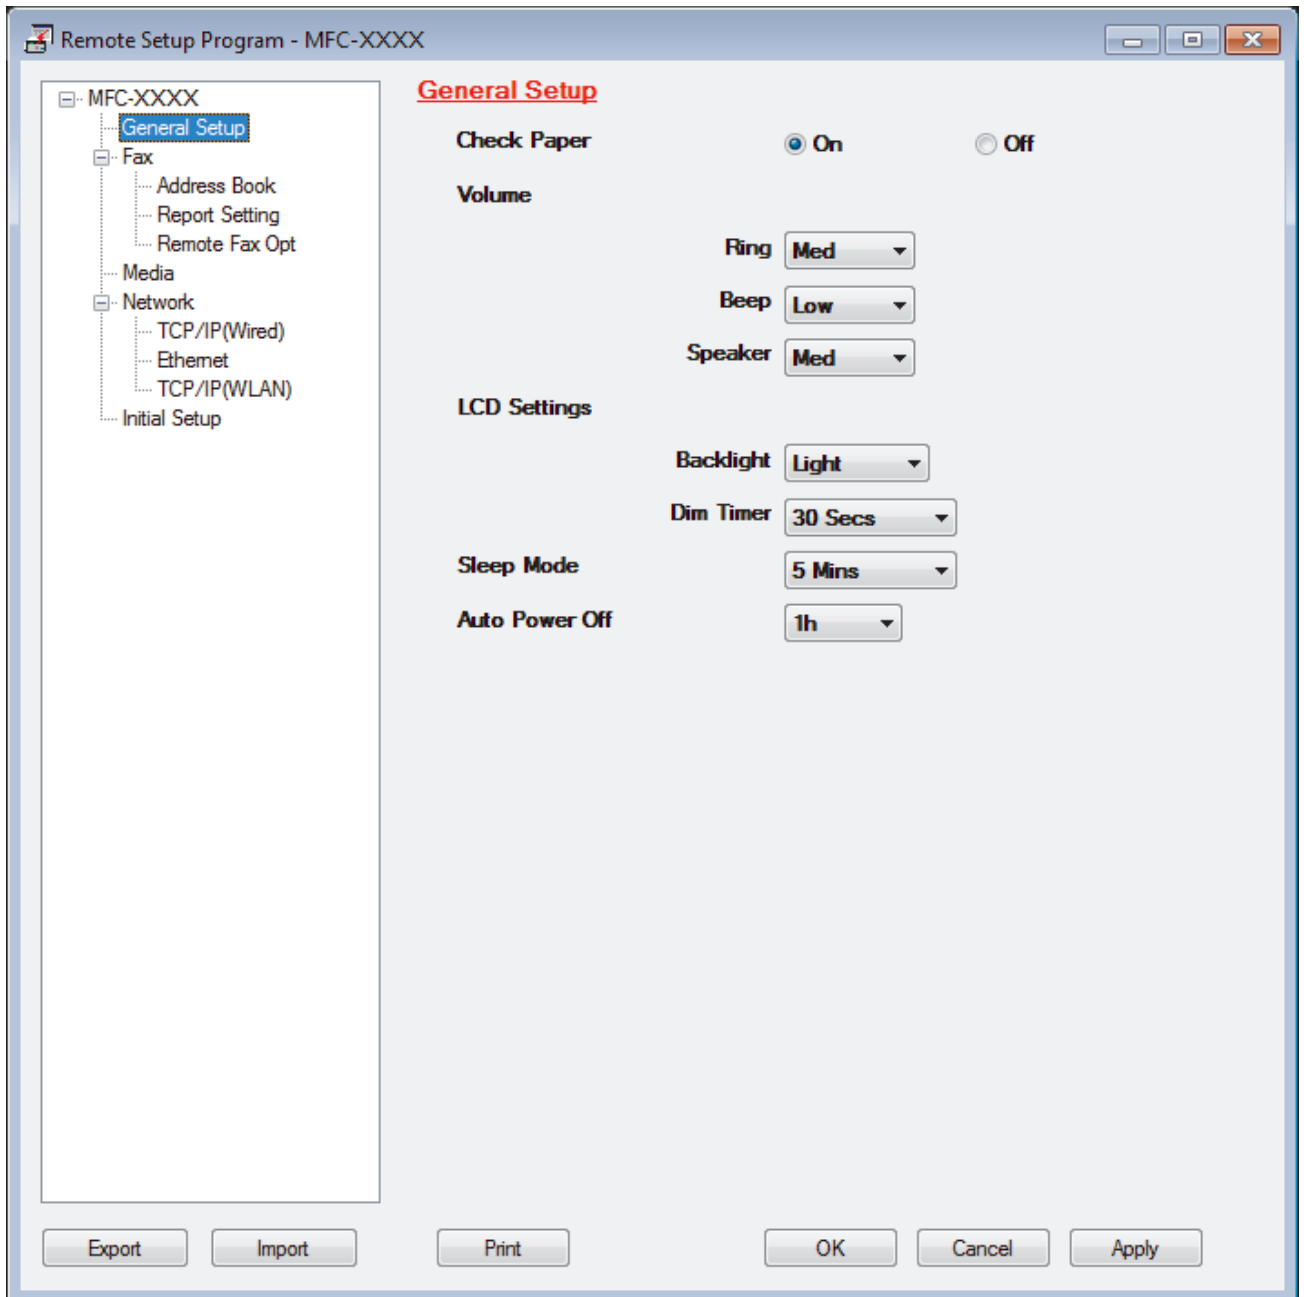 Remote Setup Program - MFC-XXXX
MFC-XXXX
General Setup
Fax
Address Book
Report Setting
Remote Fax Opt
Media
Network
TCP/IP(Wired)
Ethernet
TCP/IP(WLAN)
Initial Setup
General Setup
Check Paper On Off
Volume
Ring Med
Beep Low
Speaker Med
LCD Settings
Backlight Light
Dim Timer 30 Secs
Sleep Mode 5 Mins
Auto Power Off 1h
Export Import Print OK Cancel Apply